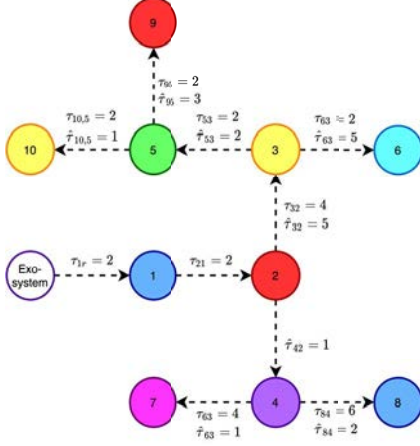 9
τ₉₅ = 2
τ̂₉₅ = 3
τ₁₀,₅ = 2
τ̂₁₀,₅ = 1
τ₅₃ = 2
τ̂₅₃ = 2
τ₆₃ ≈ 2
τ̂₆₃ = 5
10
5
3
6
τ₃₂ = 4
τ̂₃₂ = 5
Exo-
system
τ₁ᵣ = 2
1
τ₂₁ = 2
2
τ̂₄₂ = 1
7
τ₆₃ = 4
τ̂₆₃ = 1
4
τ₈₄ = 6
τ̂₈₄ = 2
8